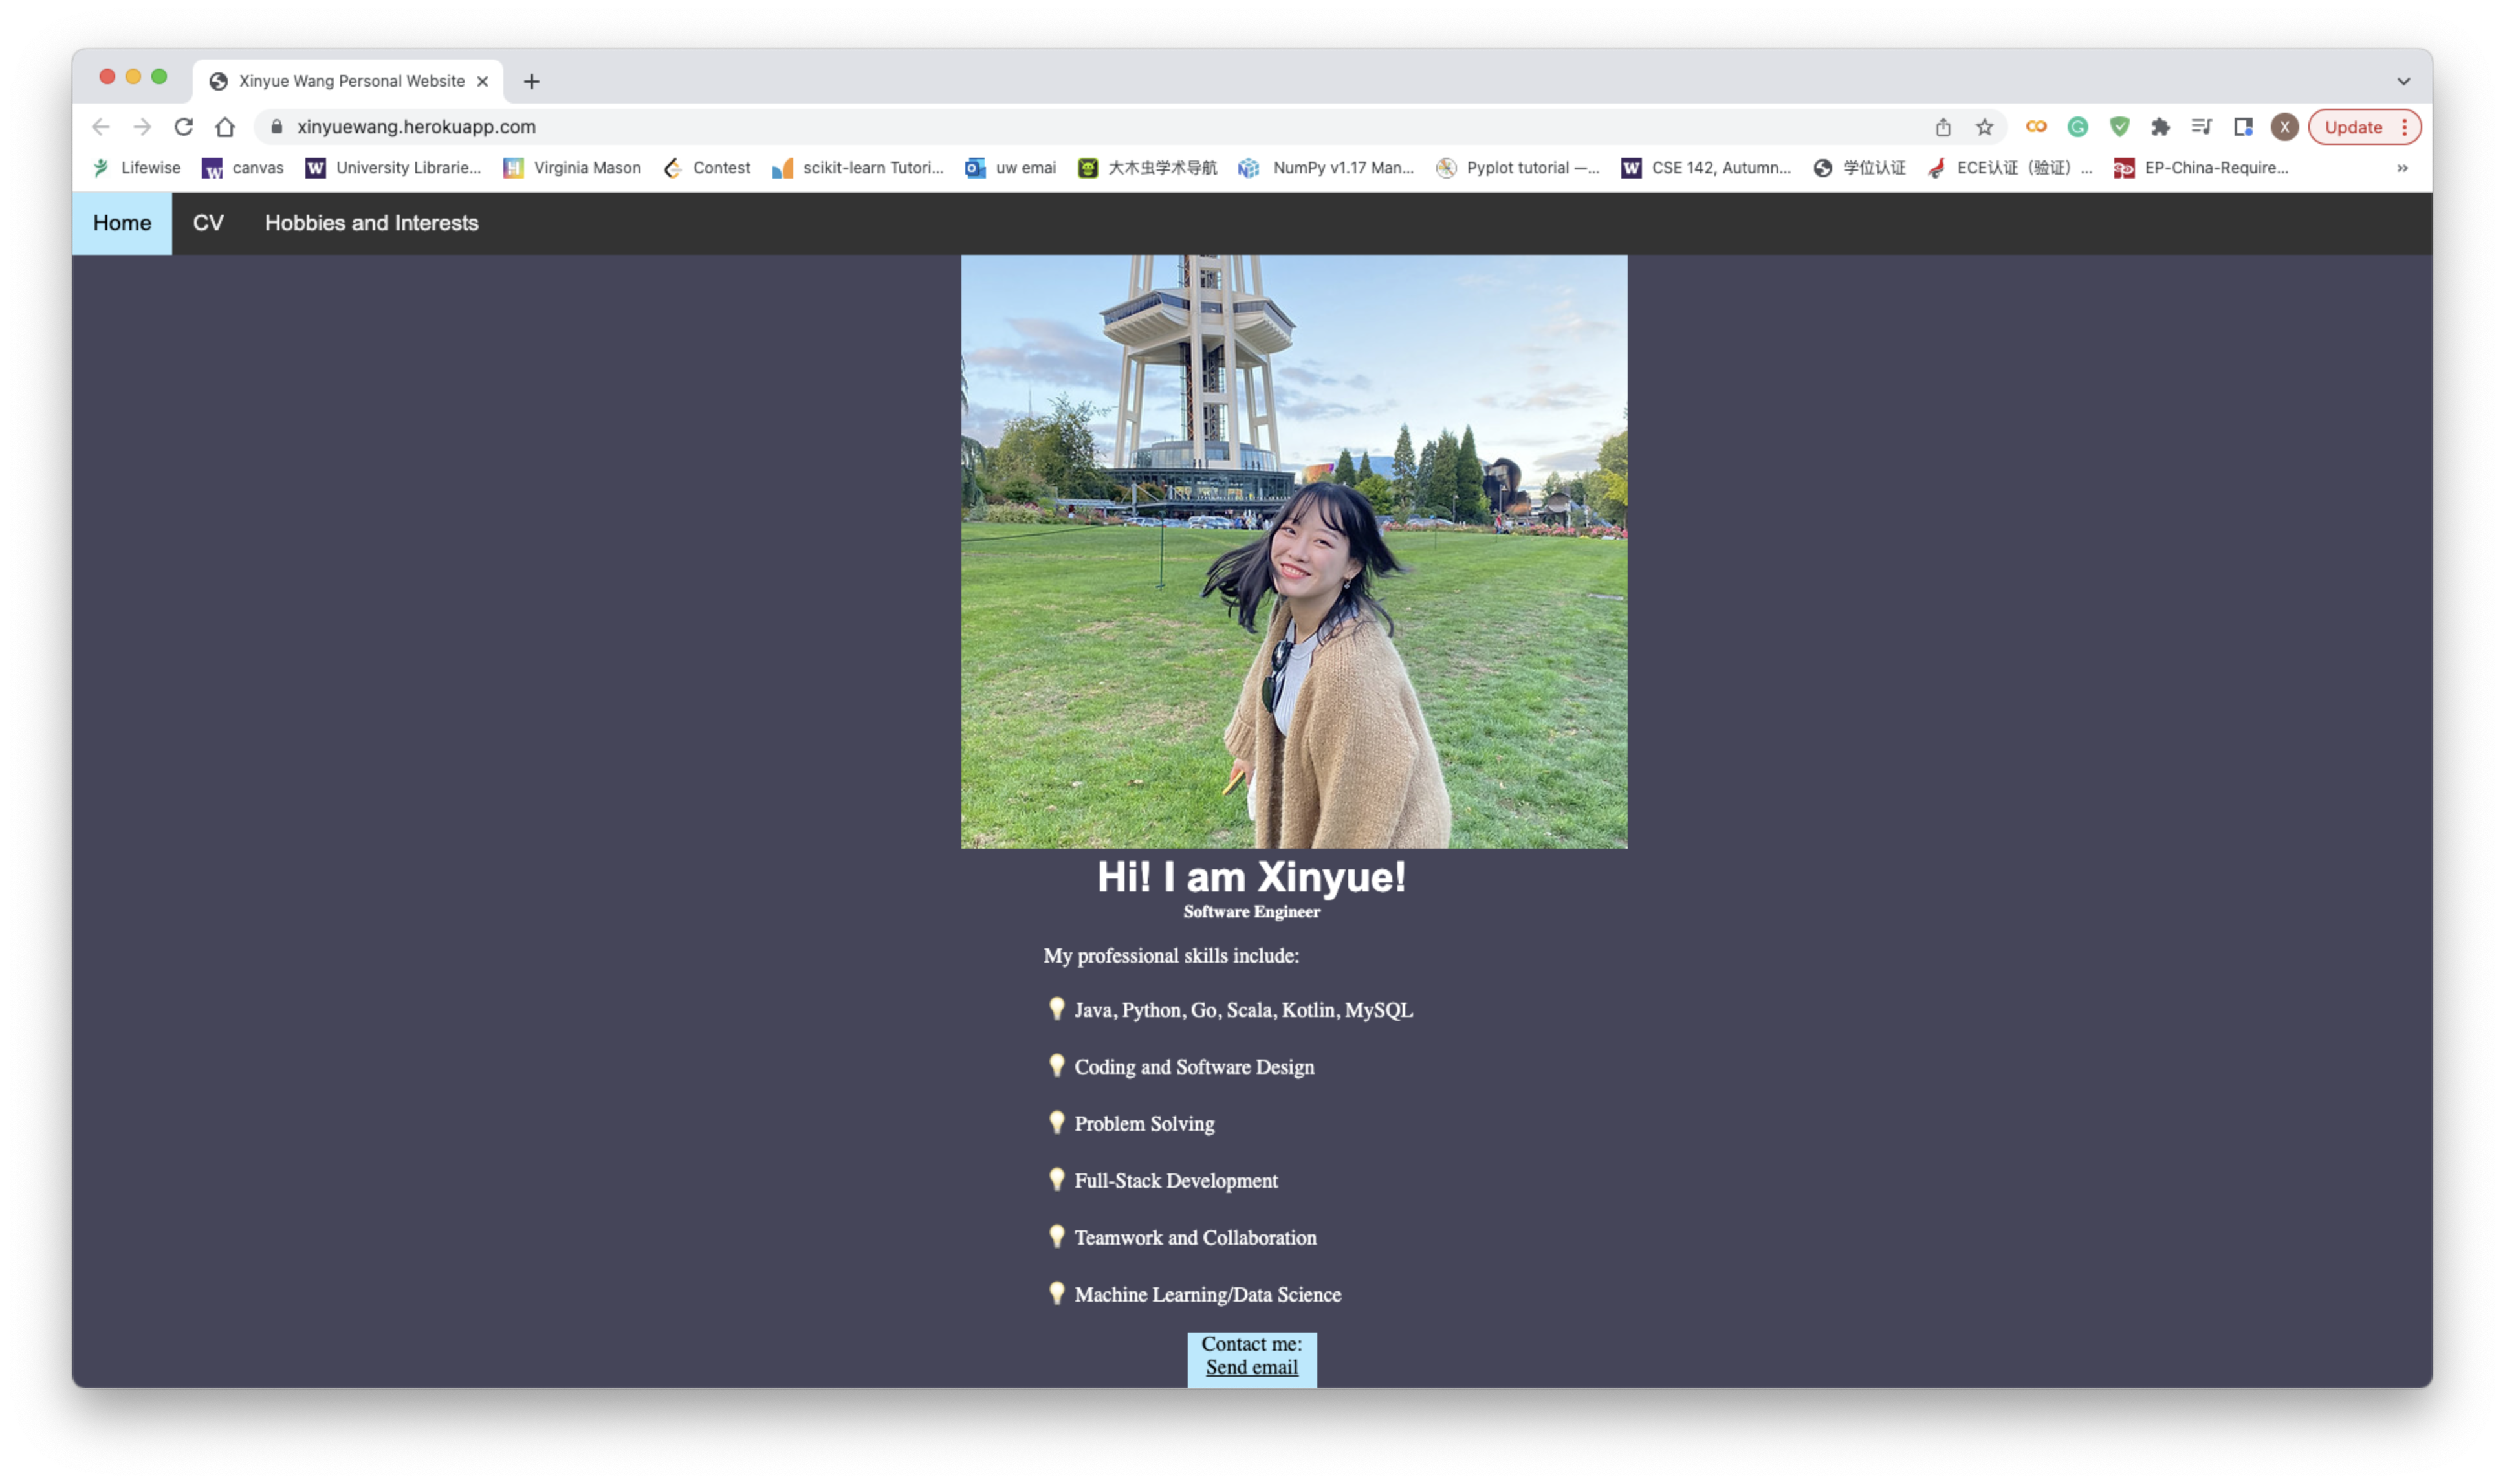 Xinyue Wang Personal Website
xinyuewang.herokuapp.com
X
Update
Lifewise canvas University Librarie... Virginia Mason Contest scikit-learn Tutori... uw emai 大木虫学术导航 NumPy v1.17 Man... Pyplot tutorial —... CSE 142, Autumn... 学位认证 ECE认证（验证）... EP-China-Require... »
Home CV Hobbies and Interests
Hi! I am Xinyue!
Software Engineer
My professional skills include:
Java, Python, Go, Scala, Kotlin, MySQL
Coding and Software Design
Problem Solving
Full-Stack Development
Teamwork and Collaboration
Machine Learning/Data Science
Contact me:
Send email